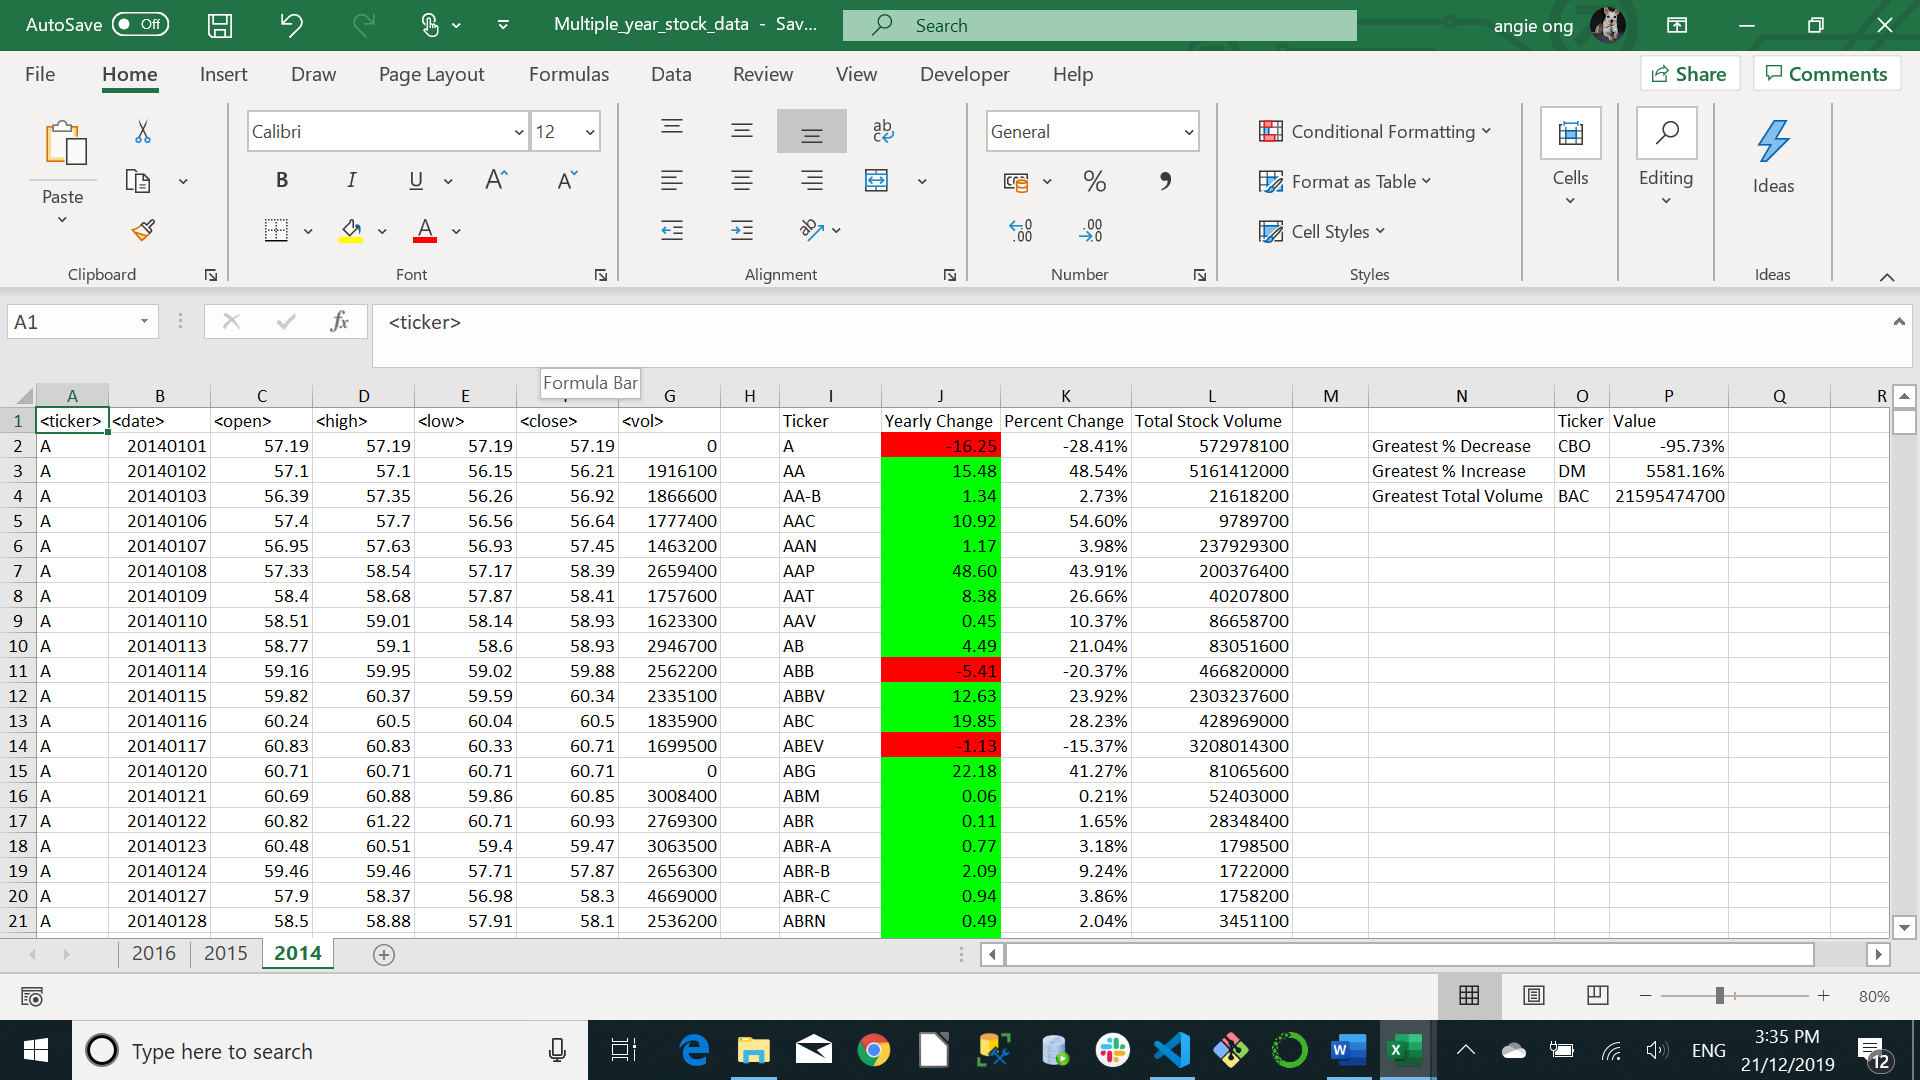 AutoSave Off Multiple_year_stock_data - Sav... Search angie ong
File Home Insert Draw Page Layout Formulas Data Review View Developer Help Share Comments
Paste Calibri 12 General Conditional Formatting Format as Table Cell Styles Cells Editing Ideas
Clipboard Font Alignment Number Styles Ideas
A1 fx <ticker>
Formula Bar
A B C D E G H I J K L M N O P Q R
1 <ticker> <date> <open> <high> <low> <close> <vol> Ticker Yearly Change Percent Change Total Stock Volume Ticker Value
2 A 20140101 57.19 57.19 57.19 57.19 0 A -16.25 -28.41% 572978100 Greatest % Decrease CBO -95.73%
3 A 20140102 57.1 57.1 56.15 56.21 1916100 AA 15.48 48.54% 5161412000 Greatest % Increase DM 5581.16%
4 A 20140103 56.39 57.35 56.26 56.92 1866600 AA-B 1.34 2.73% 21618200 Greatest Total Volume BAC 21595474700
5 A 20140106 57.4 57.7 56.56 56.64 1777400 AAC 10.92 54.60% 9789700
6 A 20140107 56.95 57.63 56.93 57.45 1463200 AAN 1.17 3.98% 237929300
7 A 20140108 57.33 58.54 57.17 58.39 2659400 AAP 48.60 43.91% 200376400
8 A 20140109 58.4 58.68 57.87 58.41 1757600 AAT 8.38 26.66% 40207800
9 A 20140110 58.51 59.01 58.14 58.93 1623300 AAV 0.45 10.37% 86658700
10 A 20140113 58.77 59.1 58.6 58.93 2946700 AB 4.49 21.04% 83051600
11 A 20140114 59.16 59.95 59.02 59.88 2562200 ABB -5.41 -20.37% 466820000
12 A 20140115 59.82 60.37 59.59 60.34 2335100 ABBV 12.63 23.92% 2303237600
13 A 20140116 60.24 60.5 60.04 60.5 1835900 ABC 19.85 28.23% 428969000
14 A 20140117 60.83 60.83 60.33 60.71 1699500 ABEV -1.13 -15.37% 3208014300
15 A 20140120 60.71 60.71 60.71 60.71 0 ABG 22.18 41.27% 81065600
16 A 20140121 60.69 60.88 59.86 60.85 3008400 ABM 0.06 0.21% 52403000
17 A 20140122 60.82 61.22 60.71 60.93 2769300 ABR 0.11 1.65% 28348400
18 A 20140123 60.48 60.51 59.4 59.47 3063500 ABR-A 0.77 3.18% 1798500
19 A 20140124 59.46 59.46 57.71 57.87 2656300 ABR-B 2.09 9.24% 1722000
20 A 20140127 57.9 58.37 56.98 58.3 4669000 ABR-C 0.94 3.86% 1758200
21 A 20140128 58.5 58.88 57.91 58.1 2536200 ABRN 0.49 2.04% 3451100
2016 2015 2014
80%
Type here to search ENG 3:35 PM
21/12/2019 12